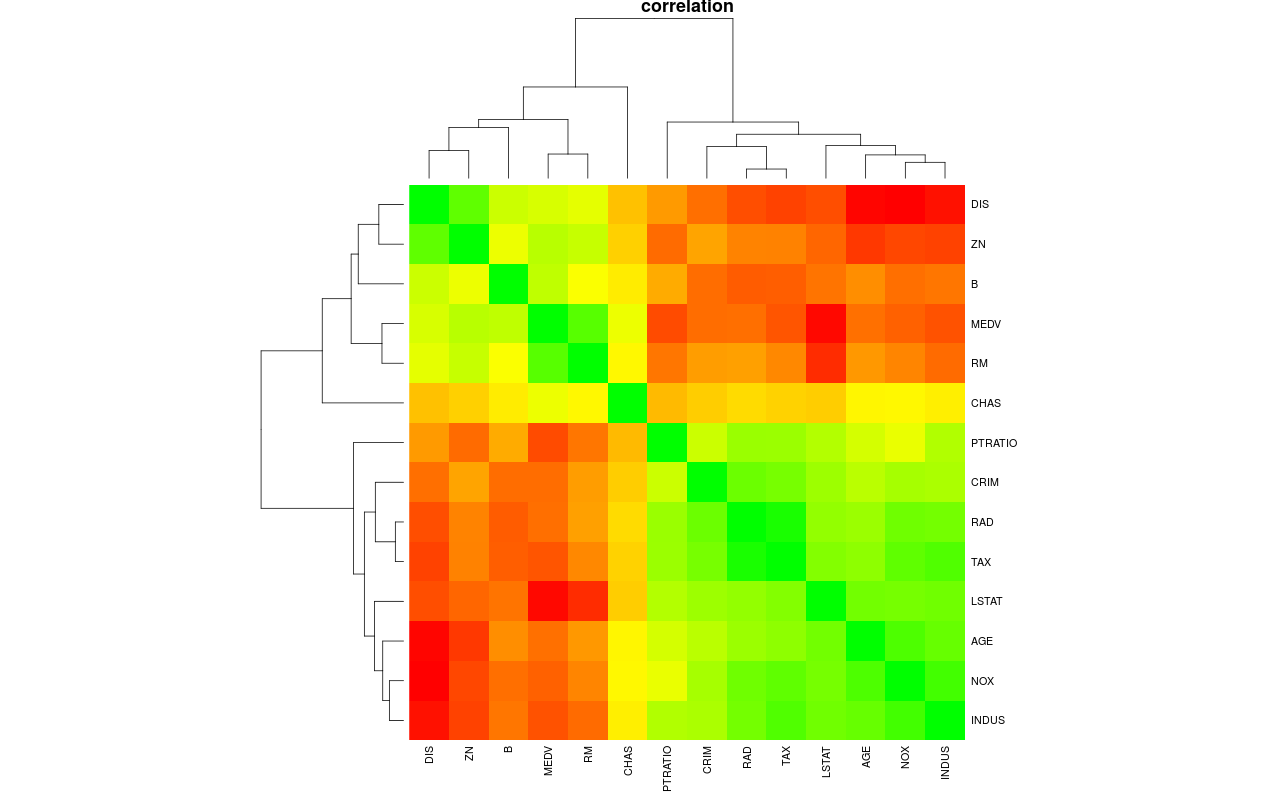 correlation
DIS
ZN
B
MEDV
RM
CHAS
PTRATIO
CRIM
RAD
TAX
LSTAT
AGE
NOX
INDUS
DIS
ZN
B
MEDV
RM
CHAS
PTRATIO
CRIM
RAD
TAX
LSTAT
AGE
NOX
INDUS